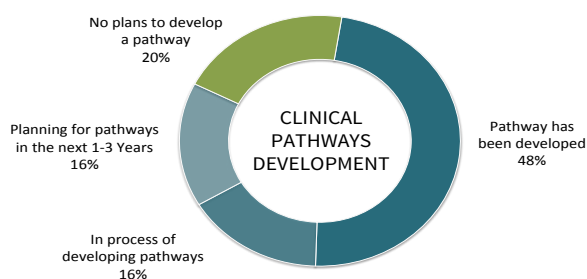 No plans to develop
a pathway
20%
CLINICAL
PATHWAYS
DEVELOPMENT
Pathway has
been developed
48%
Planning for pathways
in the next 1-3 Years
16%
In process of
developing pathways
16%